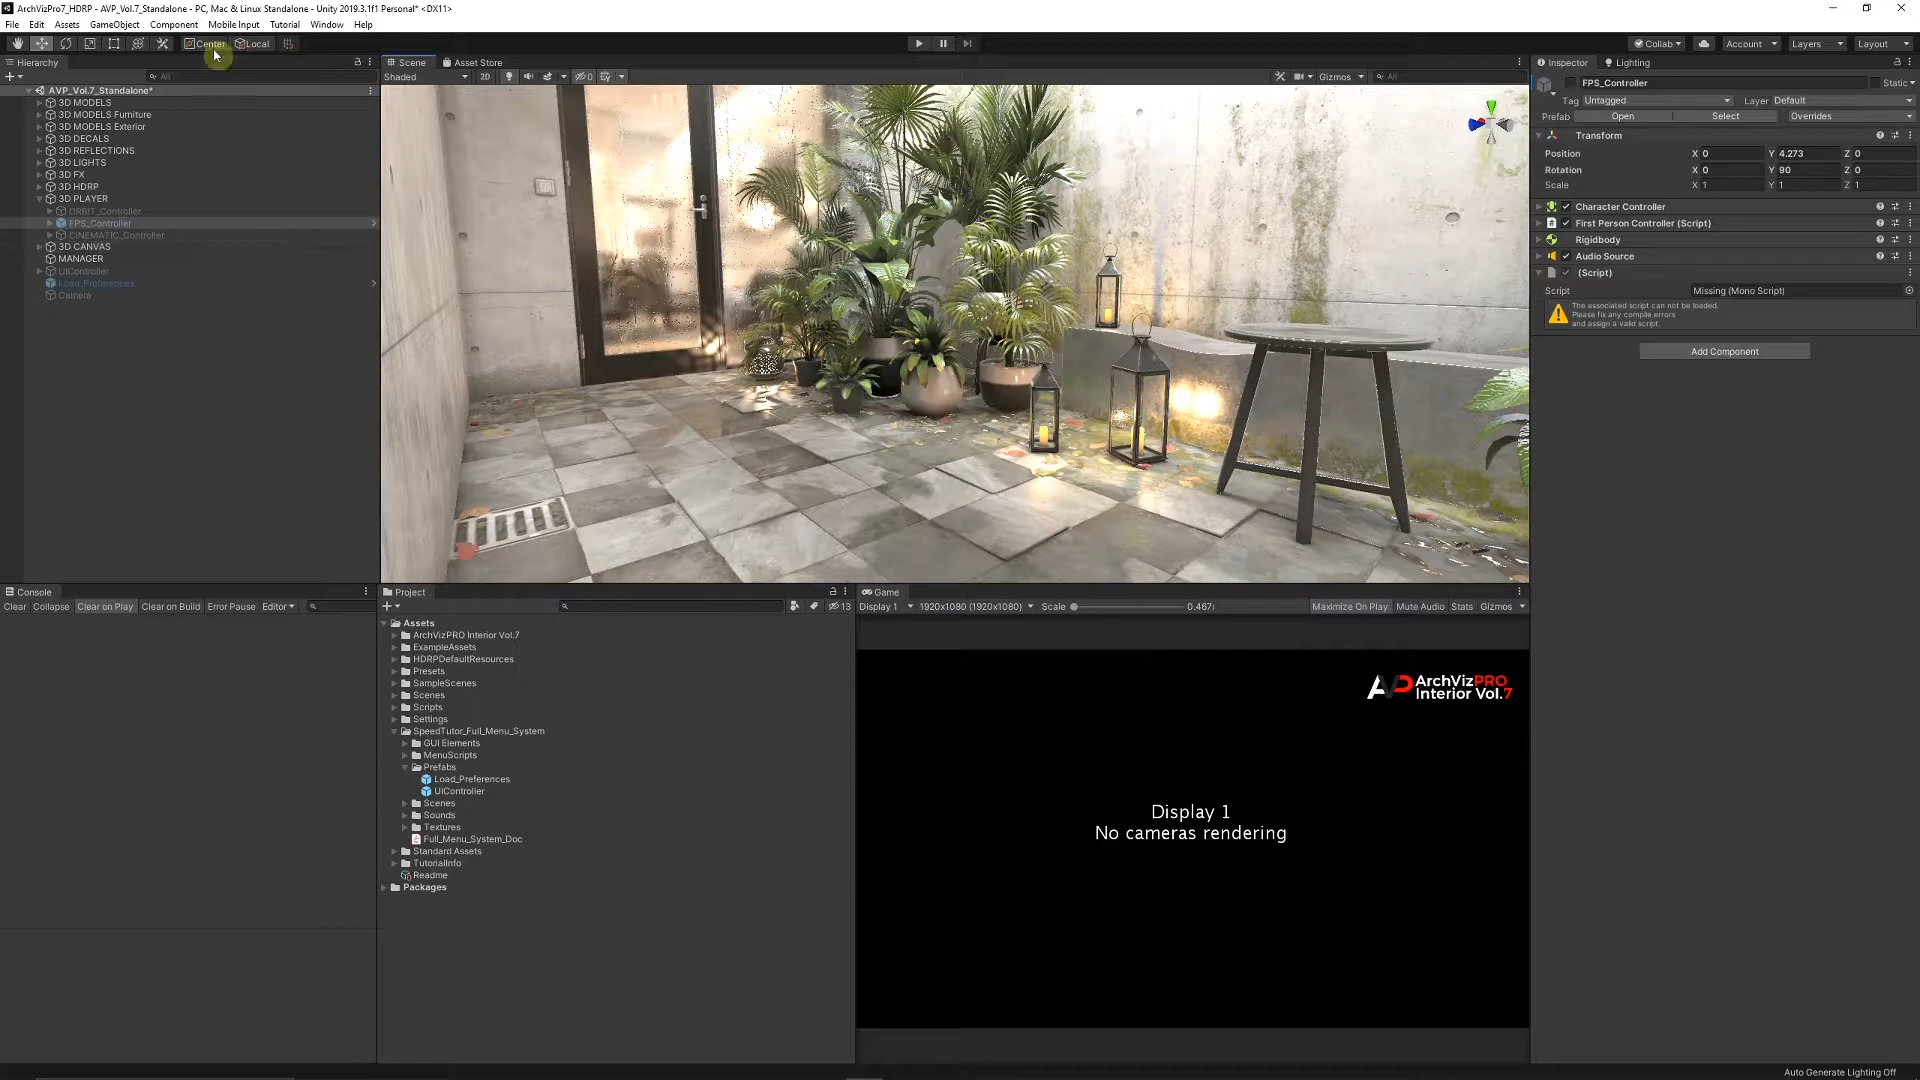 ArchVizPro7_HDRP - AVP_Vol.7_Standalone - PC, Mac & Linux Standalone - Unity 2019.3.1f1 Personal* <DX11>
File Edit Assets GameObject Component Mobile Input Tutorial Window Help
Center Local
Collab Account Layers Layout
Hierarchy
All
AVP_Vol.7_Standalone*
3D MODELS
3D MODELS Furniture
3D MODELS Exterior
3D DECALS
3D REFLECTIONS
3D LIGHTS
3D FX
3D HDRP
3D PLAYER
ORBIT_Controller
FPS_Controller
CINEMATIC_Controller
3D CANVAS
MANAGER
UIController
Load_Preferences
Camera
Scene Asset Store
Shaded 2D 0 Gizmos All
Inspector Lighting
FPS_Controller Static
Tag Untagged Layer Default
Prefab Open Select Overrides
Transform
Position X 0 Y 4.273 Z 0
Rotation X 0 Y 90 Z 0
Scale X 1 Y 1 Z 1
Character Controller
First Person Controller (Script)
Rigidbody
Audio Source
(Script)
Script Missing (Mono Script)
The associated script can not be loaded.
Please fix any compile errors
and assign a valid script.
Add Component
Console
Clear Collapse Clear on Play Clear on Build Error Pause Editor
Project
13
Assets
ArchVizPRO Interior Vol.7
ExampleAssets
HDRPDefaultResources
Presets
SampleScenes
Scenes
Scripts
Settings
SpeedTutor_Full_Menu_System
GUI Elements
MenuScripts
Prefabs
Load_Preferences
UIController
Scenes
Sounds
Textures
Full_Menu_System_Doc
Standard Assets
TutorialInfo
Readme
Packages
Game
Display 1 1920x1080 (1920x1080) Scale 0.467 Maximize On Play Mute Audio Stats Gizmos
AVP ArchVizPRO
Interior Vol.7
Display 1
No cameras rendering
Auto Generate Lighting Off